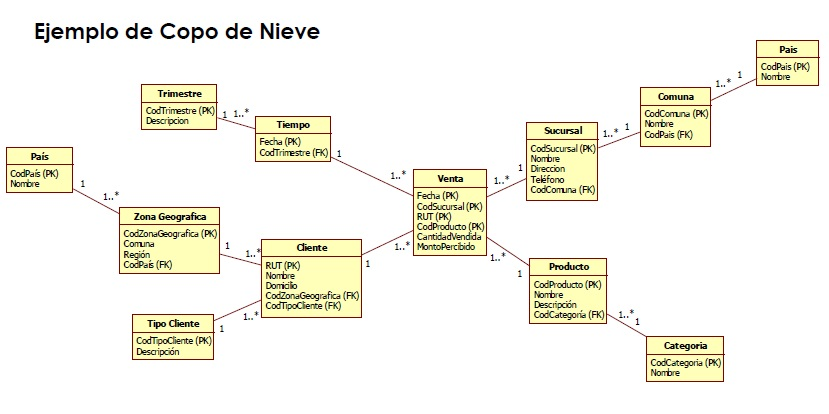 Ejemplo de Copo de Nieve
Pais
CodPais (PK)
Nombre
1
1..*
Comuna
CodComuna (PK)
Nombre
CodPais (FK)
1
1..*
Sucursal
CodSucursal (PK)
Nombre
Direccion
Teléfono
CodComuna (FK)
1
1..*
Trimestre
CodTrimestre (PK)
Descripcion
1
1..*
Tiempo
Fecha (PK)
CodTrimestre (FK)
1
1..*
Venta
Fecha (PK)
CodSucursal (PK)
RUT (PK)
CodProducto (PK)
CantidadVendida
MontoPercibido
País
CodPaís (PK)
Nombre
1
1..*
Zona Geografica
CodZonaGeografica (PK)
Comuna
Región
CodPaís (FK)
1
1..*
Cliente
RUT (PK)
Nombre
Domicilio
CodZonaGeografica (FK)
CodTipoCliente (FK)
1
1..*
Tipo Cliente
CodTipoCliente (PK)
Descripción
1
1..*
1..*
1
Producto
CodProducto (PK)
Nombre
Descripción
CodCategoría (FK)
1..*
1
Categoria
CodCategoria (PK)
Nombre